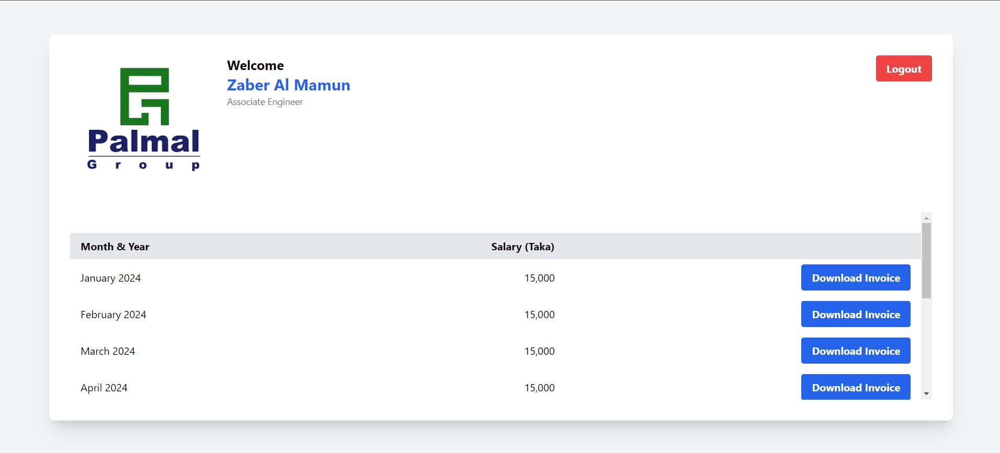 Palmal
Group
Welcome
Zaber Al Mamun
Associate Engineer
Logout
Month & Year Salary (Taka)
January 2024 15,000 Download Invoice
February 2024 15,000 Download Invoice
March 2024 15,000 Download Invoice
April 2024 15,000 Download Invoice